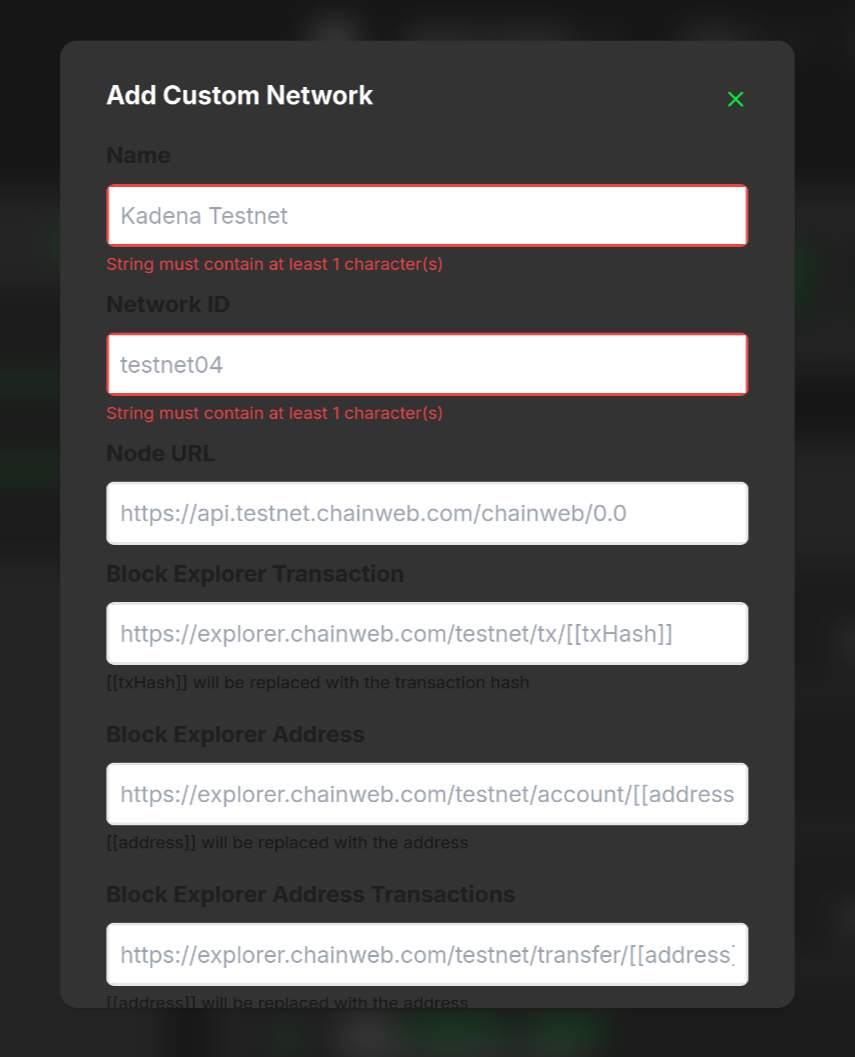 Add Custom Network
Name
Kadena Testnet
String must contain at least 1 character(s)
Network ID
testnet04
String must contain at least 1 character(s)
Node URL
https://api.testnet.chainweb.com/chainweb/0.0
Block Explorer Transaction
https://explorer.chainweb.com/testnet/tx/[[txHash]]
[[txHash]] will be replaced with the transaction hash
Block Explorer Address
https://explorer.chainweb.com/testnet/account/[[address
[[address]] will be replaced with the address
Block Explorer Address Transactions
https://explorer.chainweb.com/testnet/transfer/[[address]
[[address]] will be replaced with the address